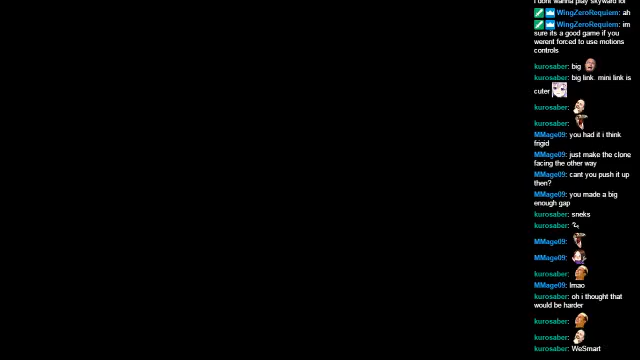 i dont wanna play skyward lol
WingZeroRequiem: ah
WingZeroRequiem: im
sure its a good game if you
werent forced to use motions
controls
kurosaber: big
kurosaber: big link. mini link is
cuter
kurosaber:
kurosaber:
MMage09: you had it i think
frigid
MMage09: just make the clone
facing the other way
MMage09: cant you push it up
then?
MMage09: you made a big
enough gap
kurosaber: sneks
kurosaber:
MMage09:
MMage09:
kurosaber:
MMage09: lmao
kurosaber: oh i thought that
would be harder
kurosaber:
kurosaber:
kurosaber: WeSmart